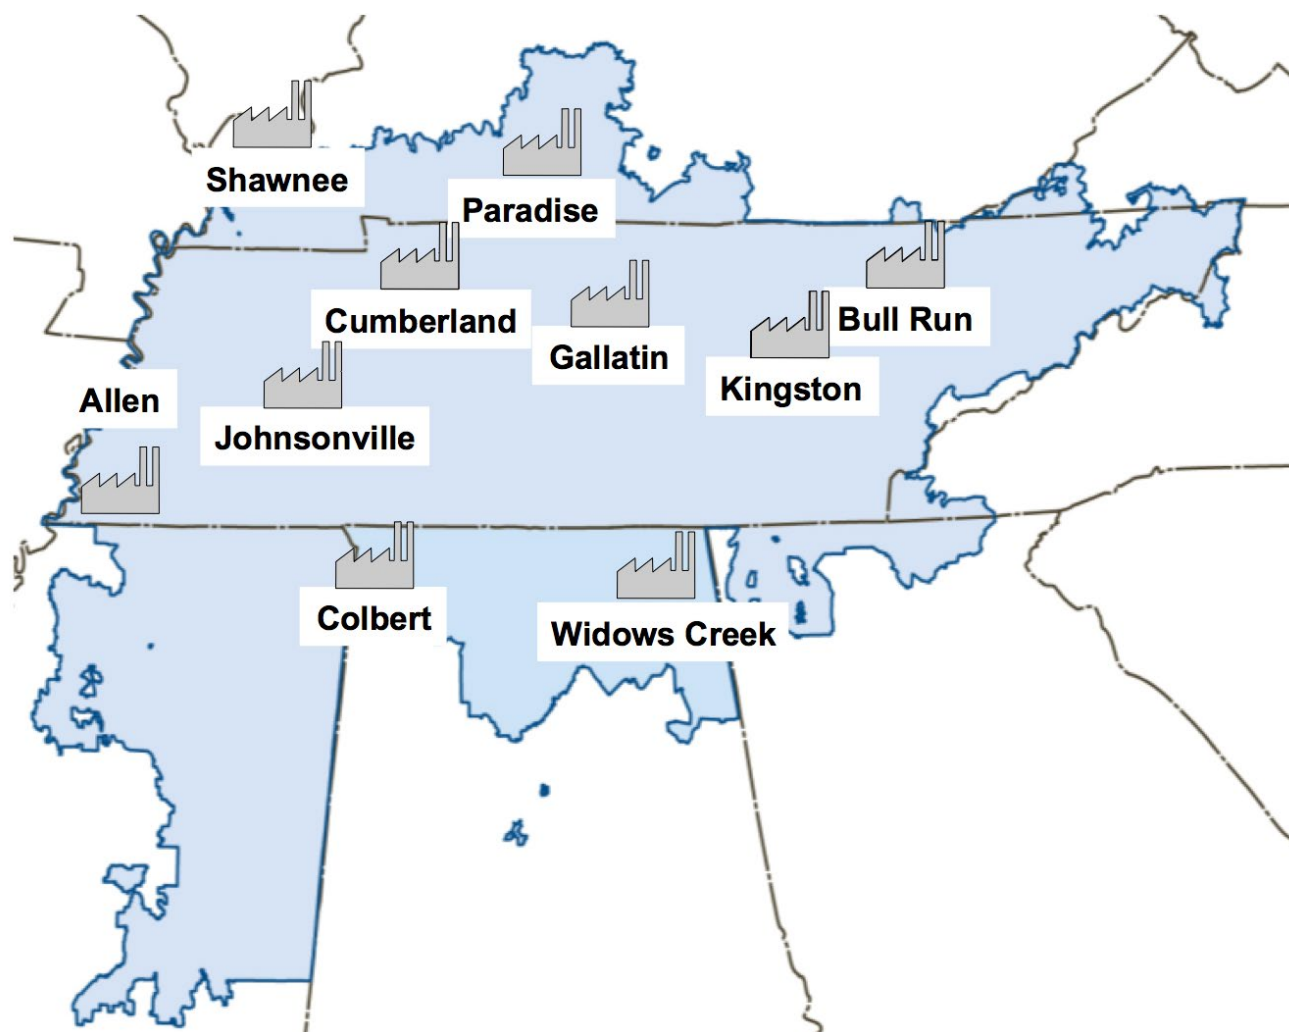 Shawnee
Paradise
Cumberland
Bull Run
Gallatin
Kingston
Allen
Johnsonville
Colbert
Widows Creek